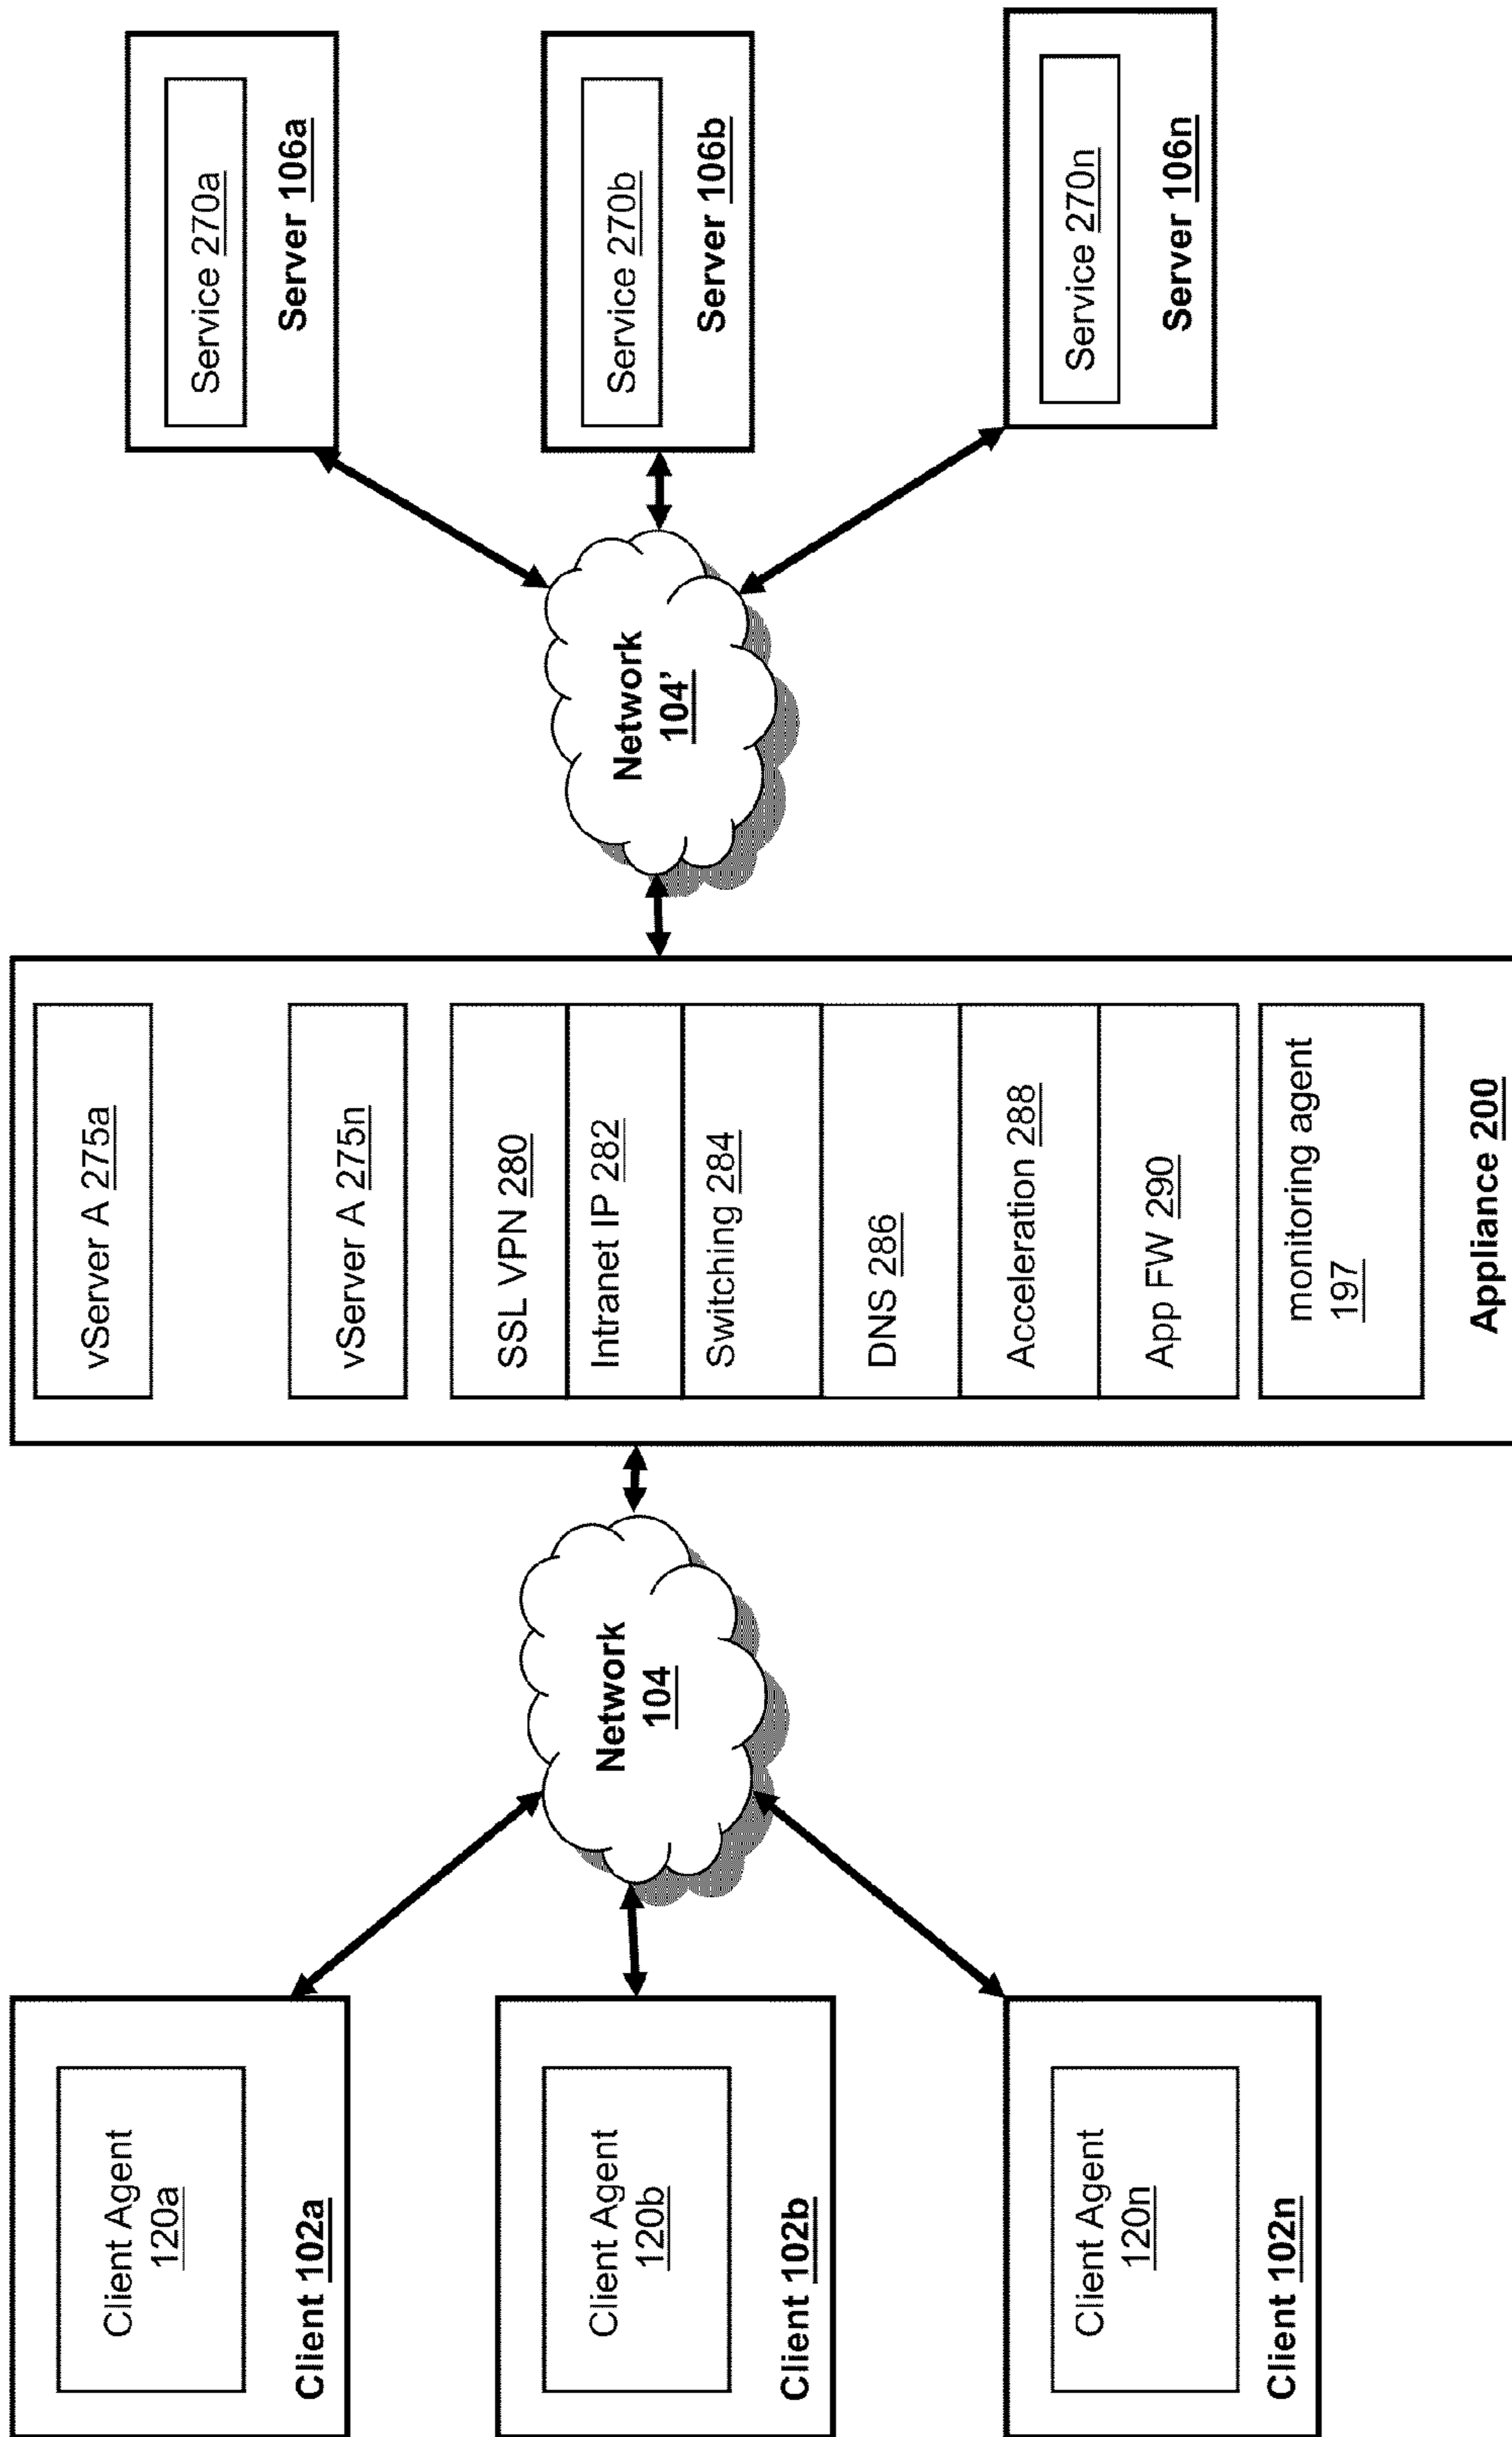 Client Agent
120a
Client 102a
Client Agent
120b
Client 102b
Client Agent
120n
Client 102n
Network
104
vServer A 275a
vServer A 275n
SSL VPN 280
Intranet IP 282
Switching 284
DNS 286
Acceleration 288
App FW 290
monitoring agent
197
Appliance 200
Network
104’
Service 270a
Server 106a
Service 270b
Server 106b
Service 270n
Server 106n